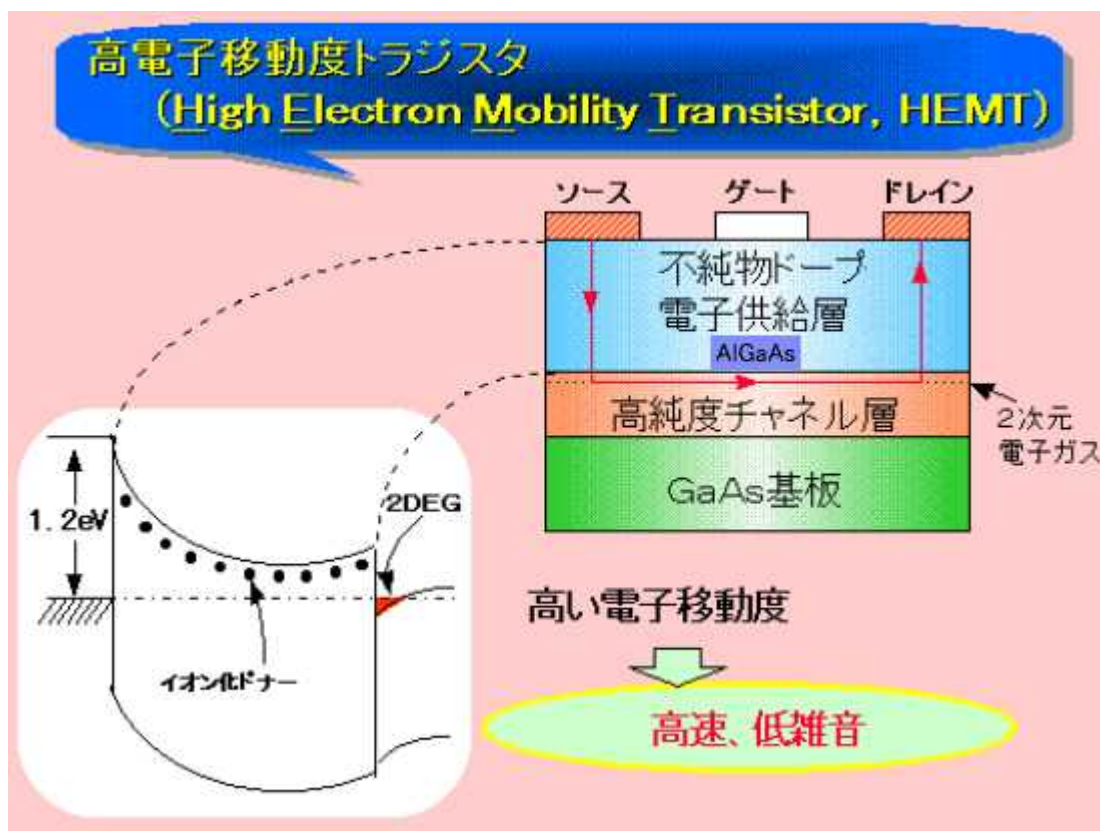 高電子移動度トラジスタ
(High Electron Mobility Transistor, HEMT)
ソース ゲート ドレイン
不純物ドープ
電子供給層
AlGaAs
高純度チャネル層
2次元
電子ガス
GaAs基板
2DEG
1.2eV
イオン化ドナー
高い電子移動度
高速、低雑音